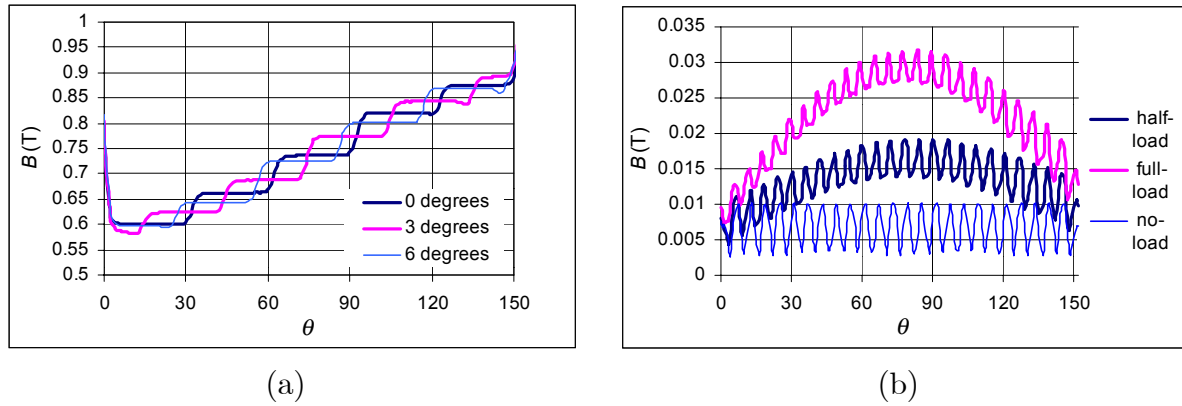 B (T)
1
0.95
0.9
0.85
0.8
0.75
0.7
0.65
0.6
0.55
0.5
0 30 60 90 120 150
θ
0 degrees
3 degrees
6 degrees
(a)
B (T)
0.035
0.03
0.025
0.02
0.015
0.01
0.005
0
0 30 60 90 120 150
θ
half-
load
full-
load
no-
load
(b)